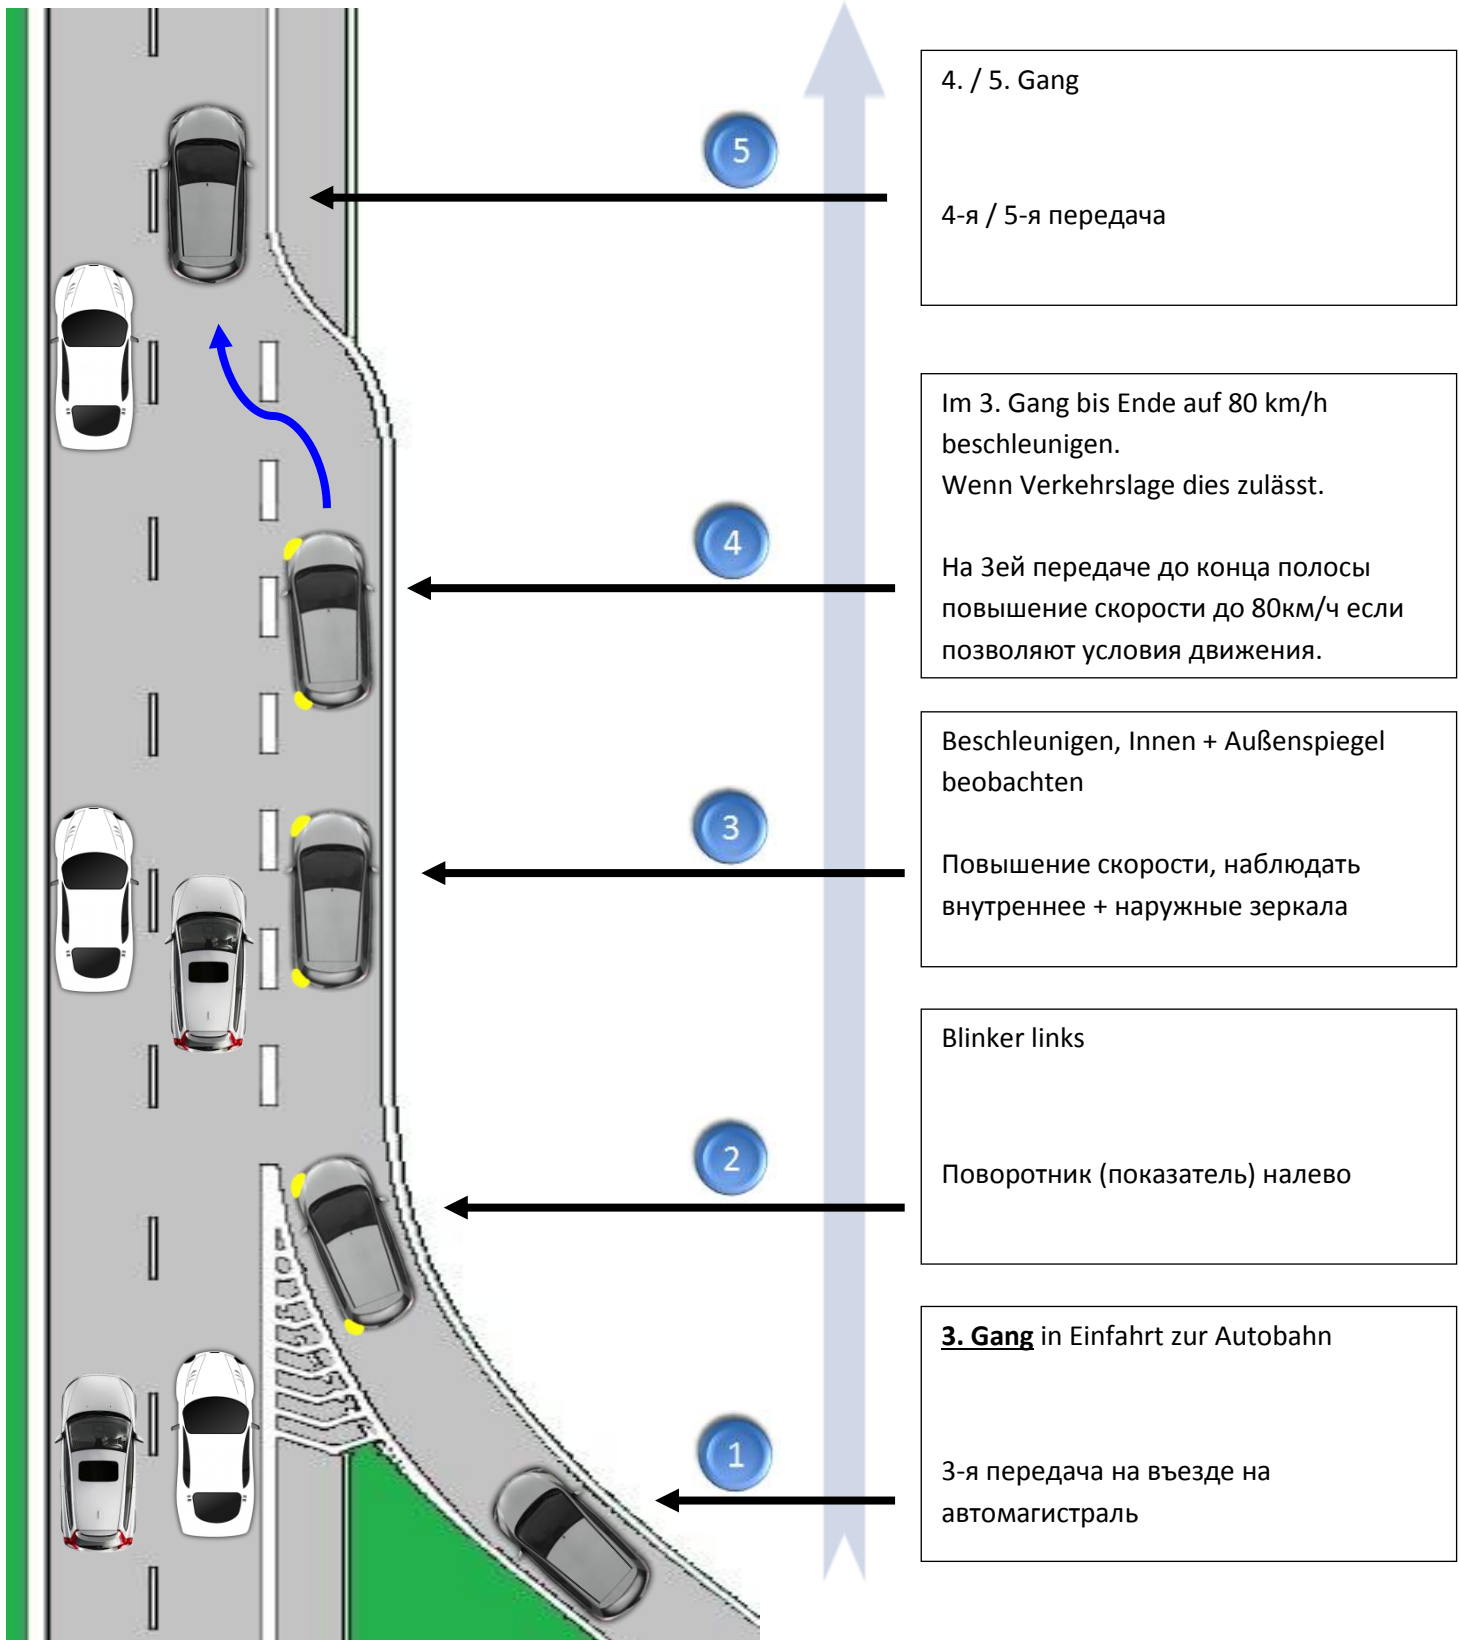 5
4. / 5. Gang
4-я / 5-я передача
4
Im 3. Gang bis Ende auf 80 km/h
beschleunigen.
Wenn Verkehrslage dies zulässt.
На 3ей передаче до конца полосы
повышение скорости до 80км/ч если
позволяют условия движения.
3
Beschleunigen, Innen + Außenspiegel
beobachten
Повышение скорости, наблюдать
внутреннее + наружные зеркала
2
Blinker links
Поворотник (показатель) налево
1
3. Gang in Einfahrt zur Autobahn
3-я передача на въезде на
автомагистраль